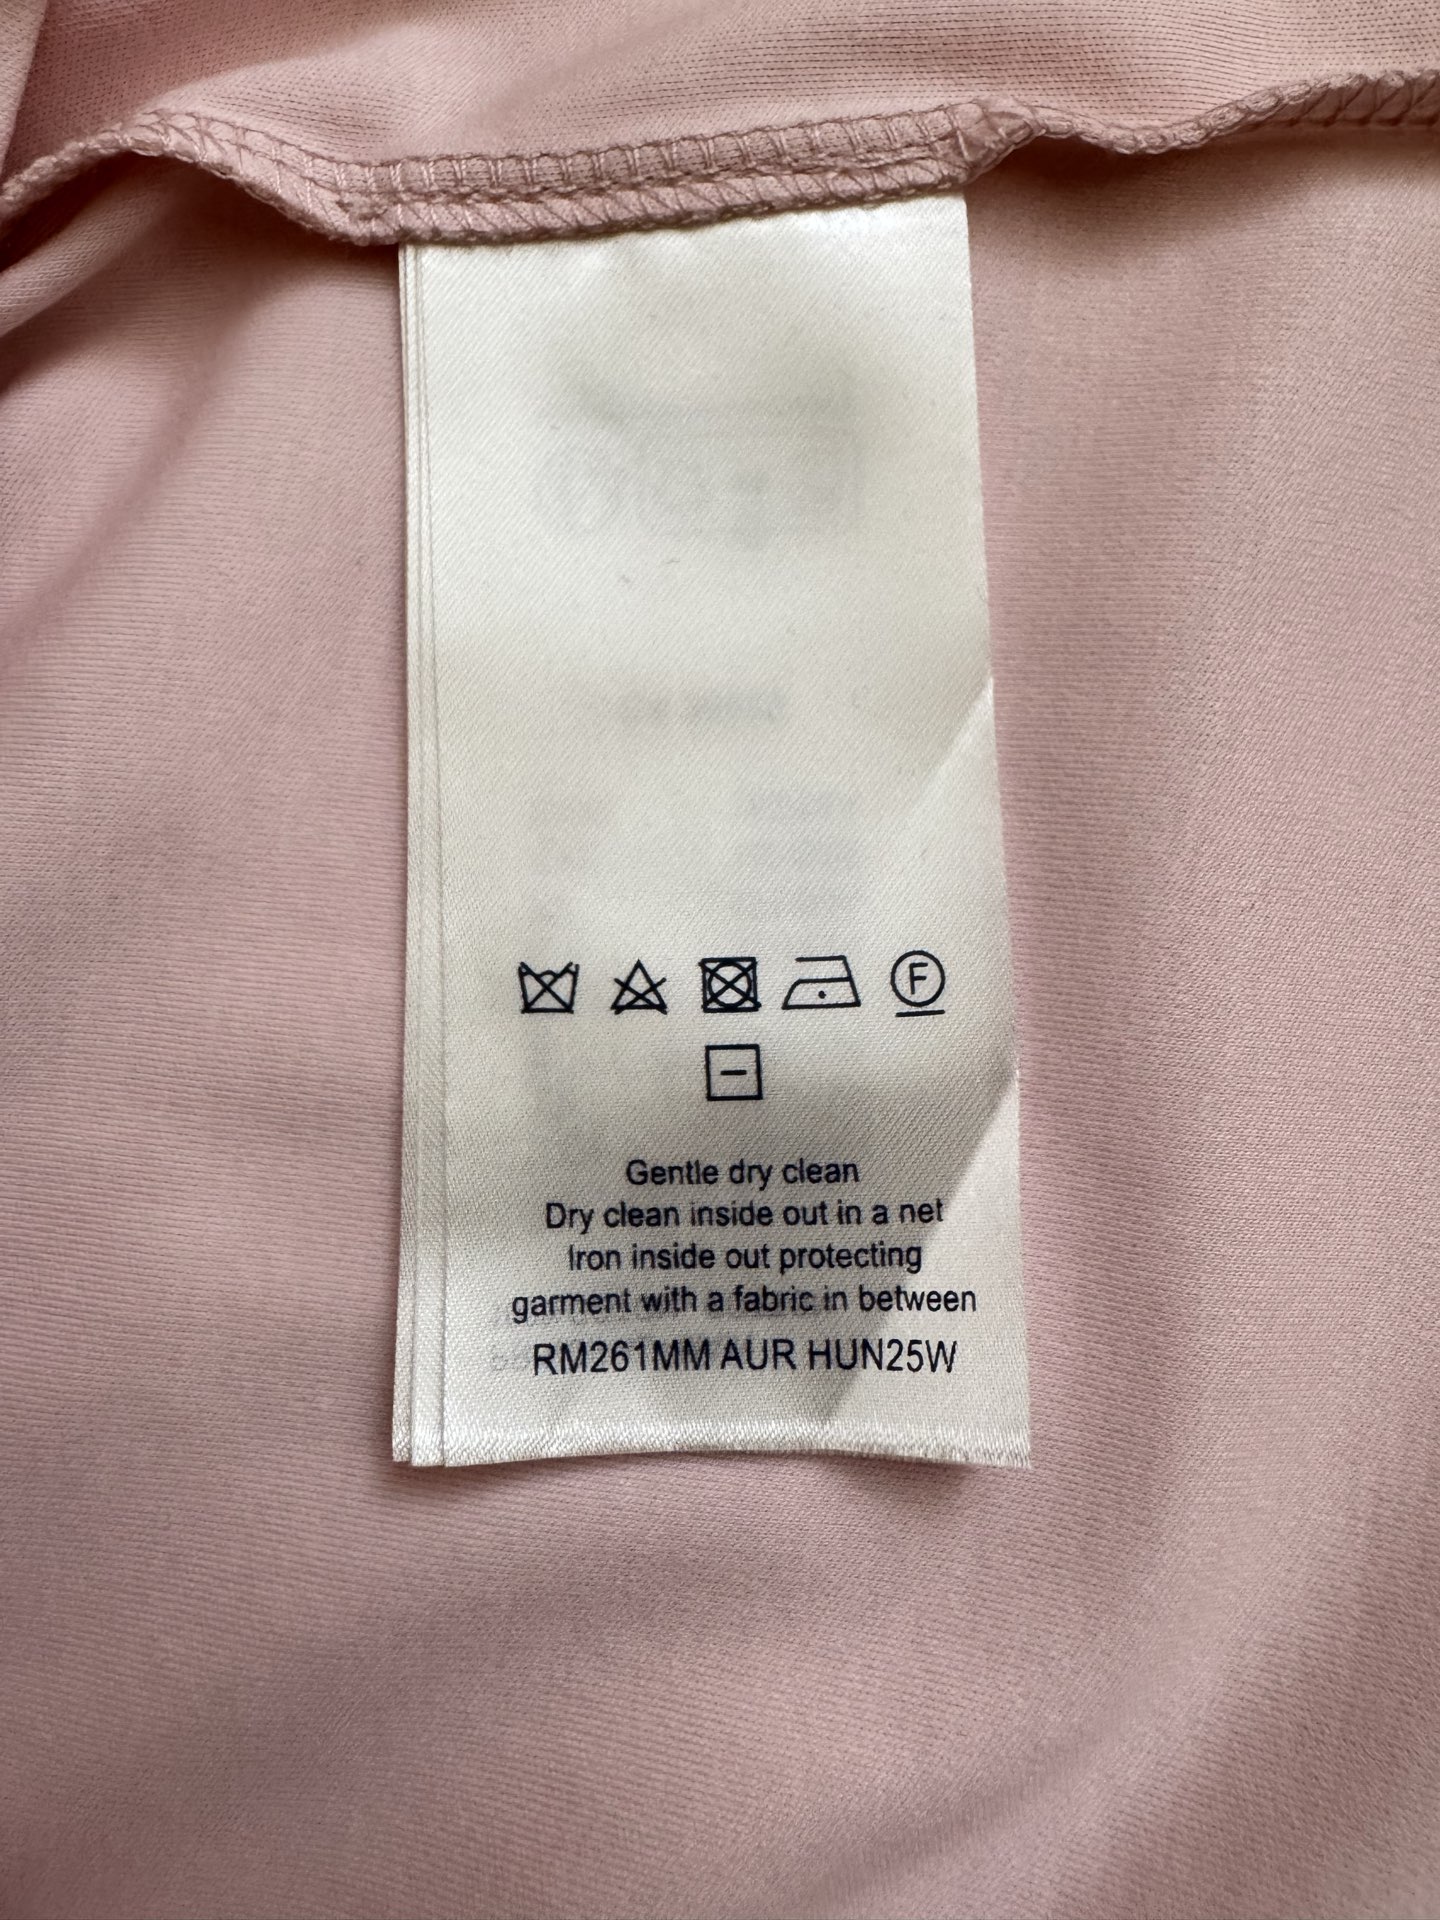 F
Gentle dry clean
Dry clean inside out in a net
Iron inside out protecting
garment with a fabric in between
RM261MM AUR HUN25W